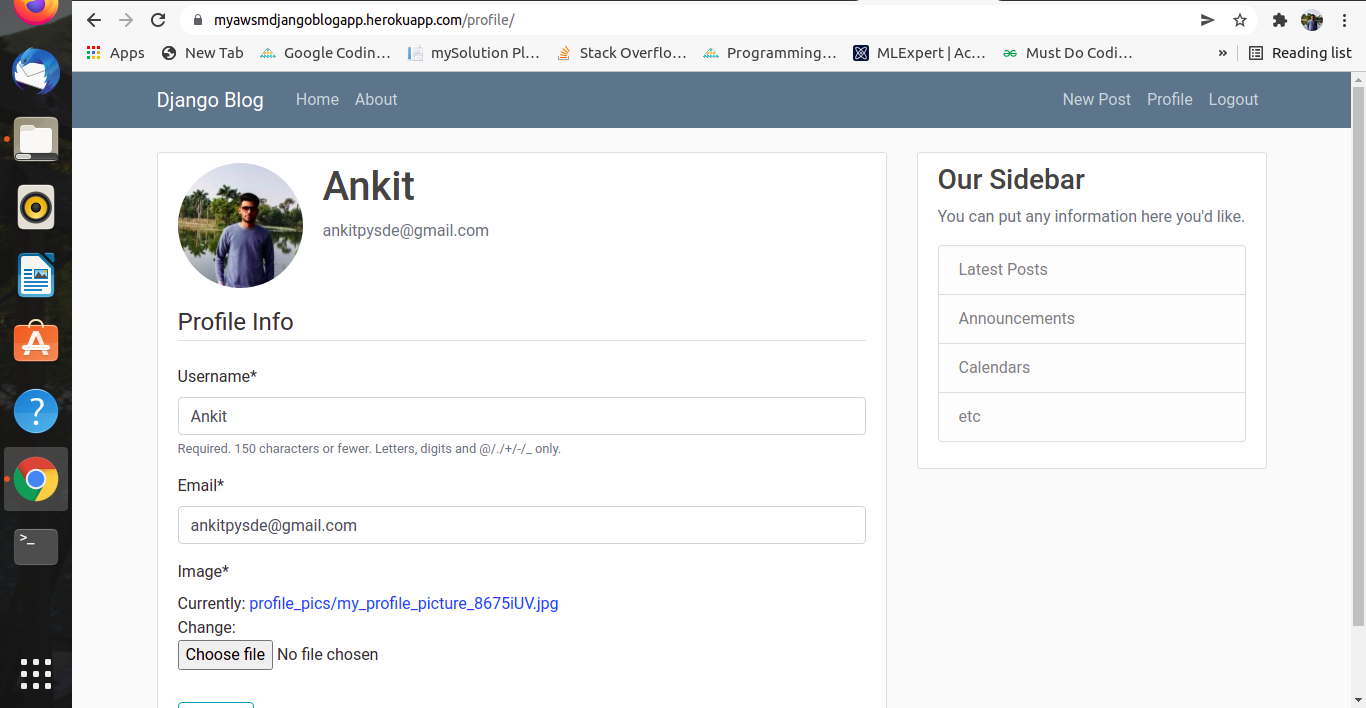 myawsmdjangoblogapp.herokuapp.com/profile/
Apps New Tab Google Codin… mySolution Pl… Stack Overflo… Programming… MLExpert | Ac… Must Do Codi… » Reading list
Django Blog Home About New Post Profile Logout
Ankit
ankitpysde@gmail.com
Profile Info
Username*
Ankit
Required. 150 characters or fewer. Letters, digits and @/./+/-/_ only.
Email*
ankitpysde@gmail.com
Image*
Currently: profile_pics/my_profile_picture_8675iUV.jpg
Change:
Choose file No file chosen
Our Sidebar
You can put any information here you'd like.
Latest Posts
Announcements
Calendars
etc